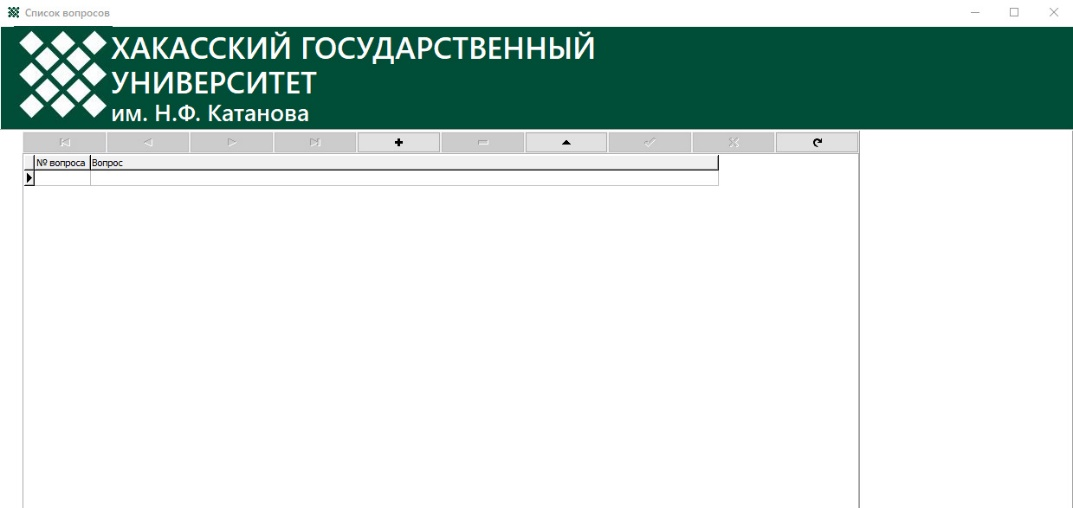 Список вопросов
ХАКАССКИЙ ГОСУДАРСТВЕННЫЙ
УНИВЕРСИТЕТ
им. Н.Ф. Катанова
№ вопроса Вопрос